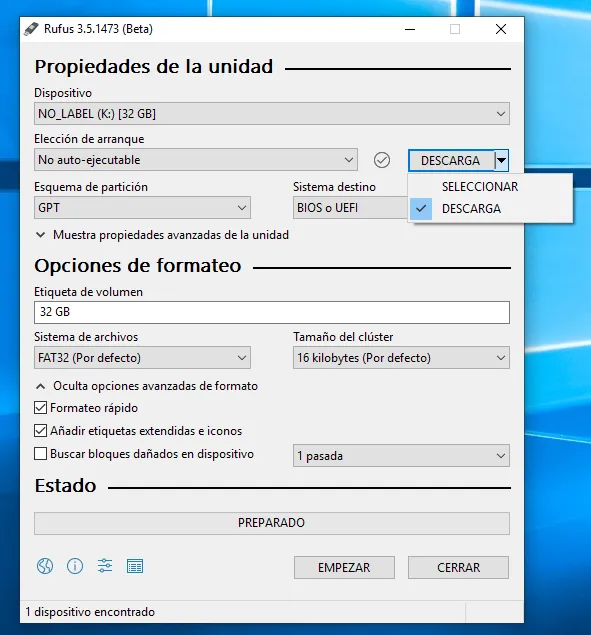 Rufus 3.5.1473 (Beta)
Propiedades de la unidad
Dispositivo
NO_LABEL (K:) [32 GB]
Elección de arranque
No auto-ejecutable
DESCARGA
SELECCIONAR
DESCARGA
Esquema de partición
Sistema destino
GPT
BIOS o UEFI
Muestra propiedades avanzadas de la unidad
Opciones de formateo
Etiqueta de volumen
32 GB
Sistema de archivos
Tamaño del clúster
FAT32 (Por defecto)
16 kilobytes (Por defecto)
Oculta opciones avanzadas de formato
Formateo rápido
Añadir etiquetas extendidas e iconos
Buscar bloques dañados en dispositivo
1 pasada
Estado
PREPARADO
EMPEZAR
CERRAR
1 dispositivo encontrado